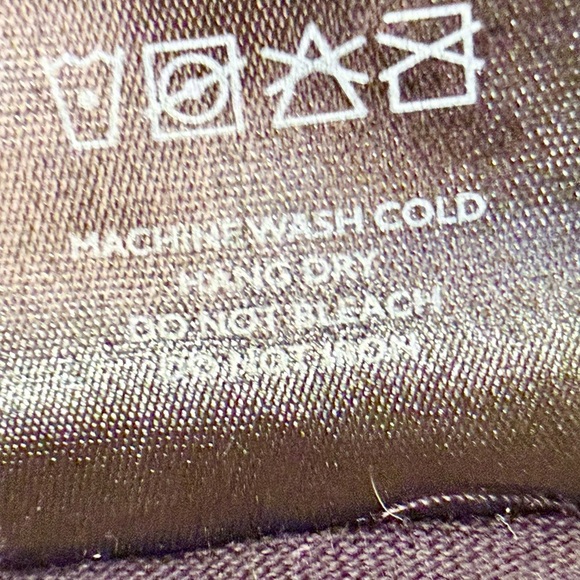 MACHINE WASH COLD
HANG DRY
DO NOT BLEACH
DO NOT IRON